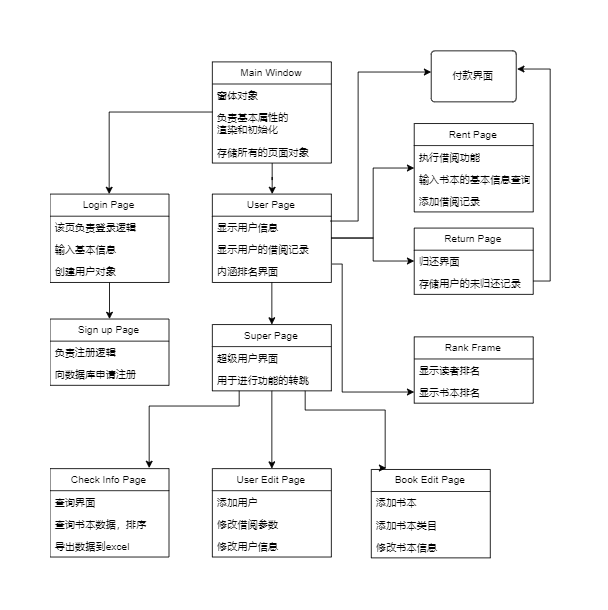 Main Window
窗体对象
负责基本属性的
渲染和初始化
存储所有的页面对象
付款界面
Rent Page
执行借阅功能
输入书本的基本信息查询
添加借阅记录
Login Page
该页负责登录逻辑
输入基本信息
创建用户对象
User Page
显示用户信息
显示用户的借阅记录
内涵排名界面
Return Page
归还界面
存储用户的未归还记录
Sign up Page
负责注册逻辑
向数据库申请注册
Super Page
超级用户界面
用于进行功能的转跳
Rank Frame
显示读者排名
显示书本排名
Check Info Page
查询界面
查询书本数据，排序
导出数据到excel
User Edit Page
添加用户
修改借阅参数
修改用户信息
Book Edit Page
添加书本
添加书本类目
修改书本信息